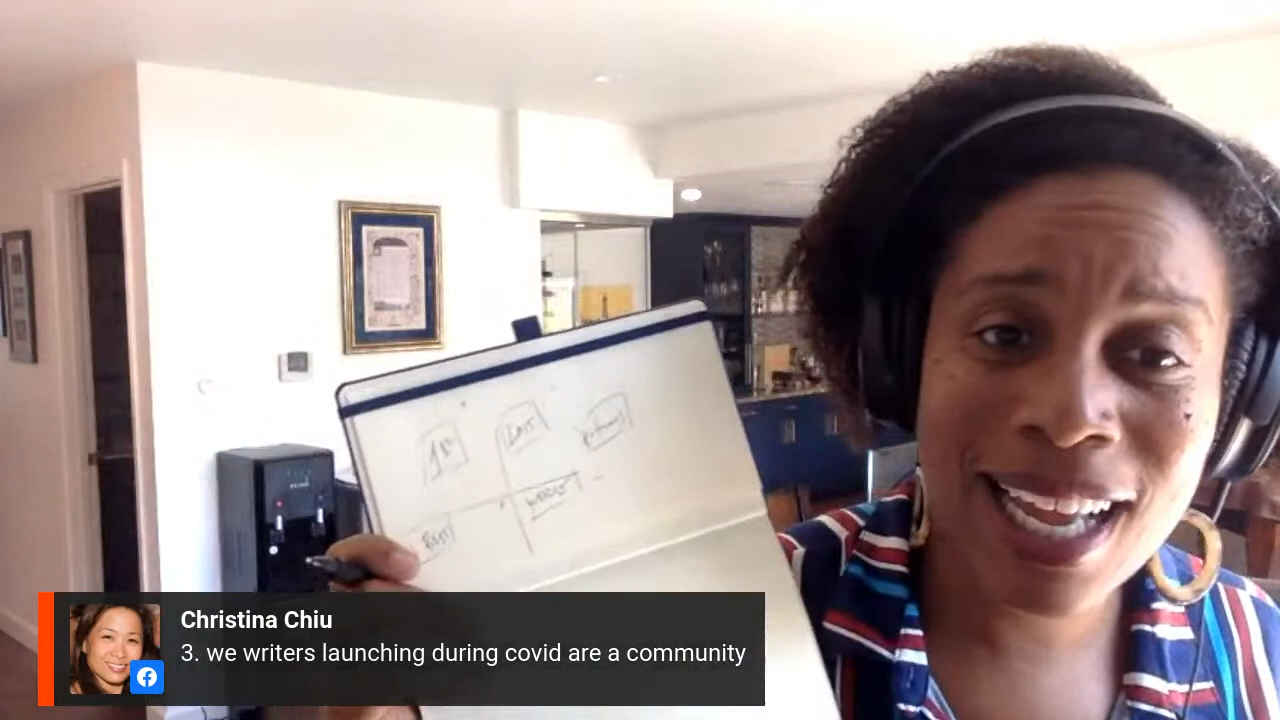 1st
Last
Best
Worst
Christina Chiu
3. we writers launching during covid are a community